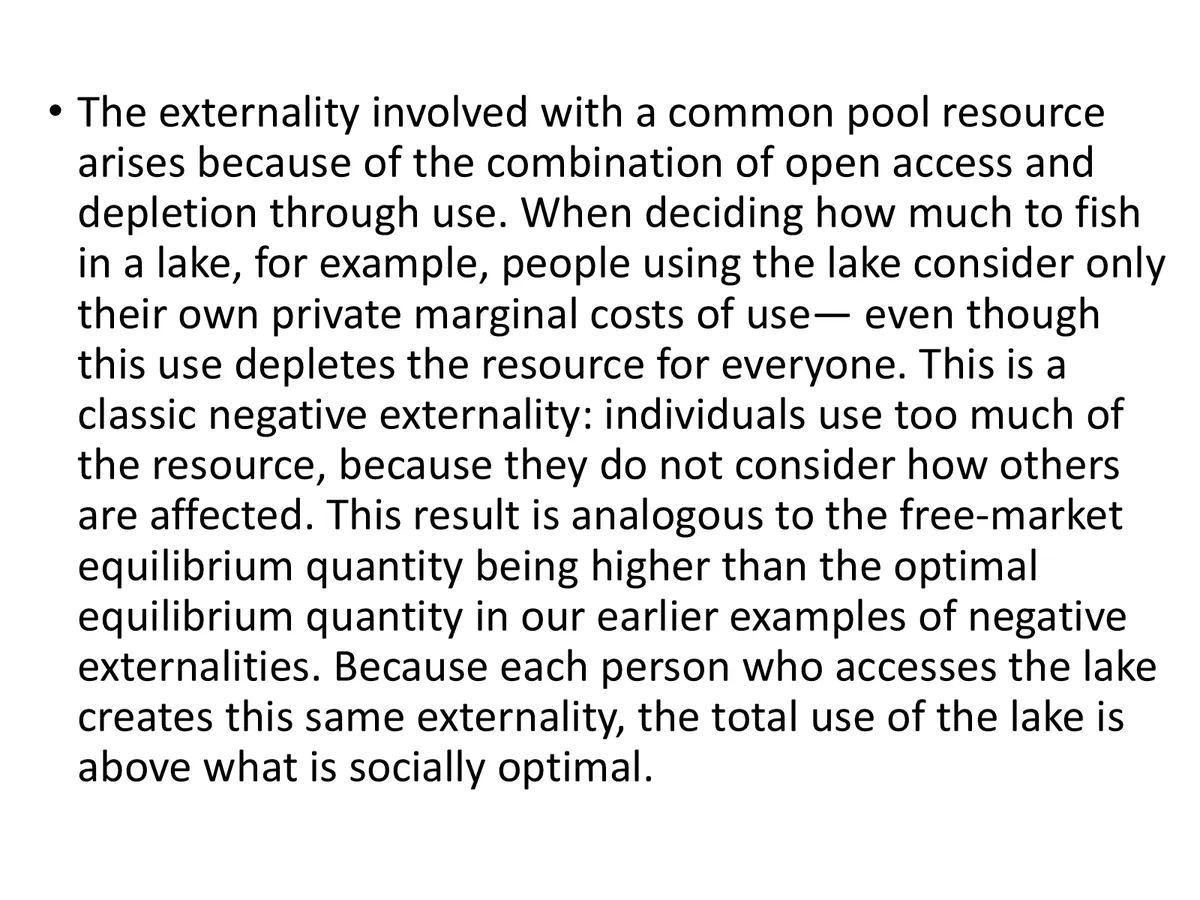 • The externality involved with a common pool resource
arises because of the combination of open access and
depletion through use. When deciding how much to fish
in a lake, for example, people using the lake consider only
their own private marginal costs of use— even though
this use depletes the resource for everyone. This is a
classic negative externality: individuals use too much of
the resource, because they do not consider how others
are affected. This result is analogous to the free-market
equilibrium quantity being higher than the optimal
equilibrium quantity in our earlier examples of negative
externalities. Because each person who accesses the lake
creates this same externality, the total use of the lake is
above what is socially optimal.